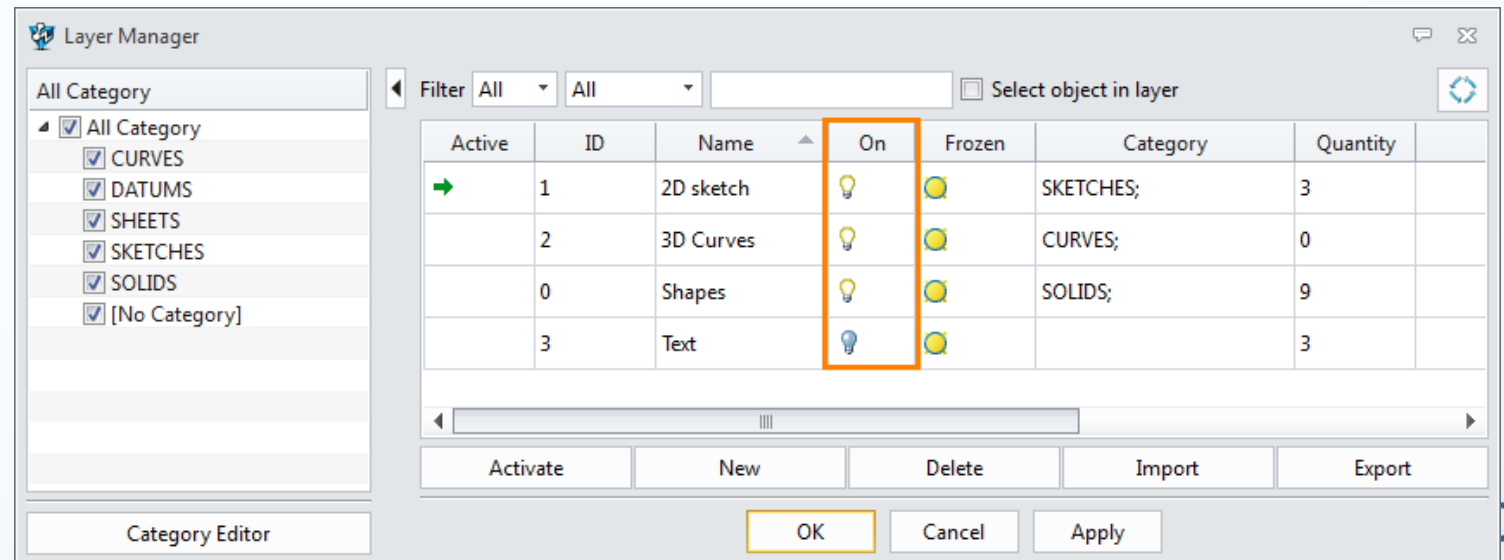 Layer Manager
All Category
Filter All All Select object in layer
All Category
CURVES
DATUMS
SHEETS
SKETCHES
SOLIDS
[No Category]
Active ID Name On Frozen Category Quantity
1 2D sketch SKETCHES; 3
2 3D Curves CURVES; 0
0 Shapes SOLIDS; 9
3 Text 3
Activate New Delete Import Export
Category Editor
OK Cancel Apply